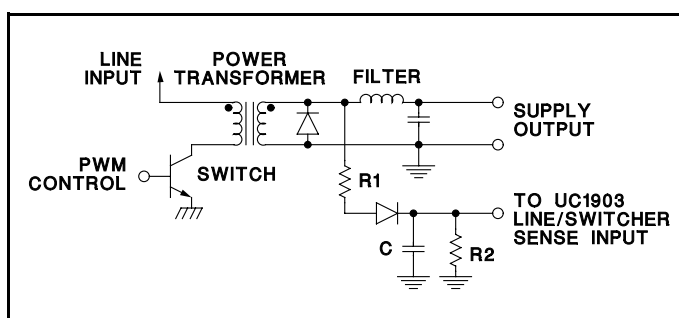 LINE
INPUT
POWER
TRANSFORMER
FILTER
SUPPLY
OUTPUT
PWM
CONTROL
SWITCH
R1
TO UC1903
LINE/SWITCHER
SENSE INPUT
C
R2